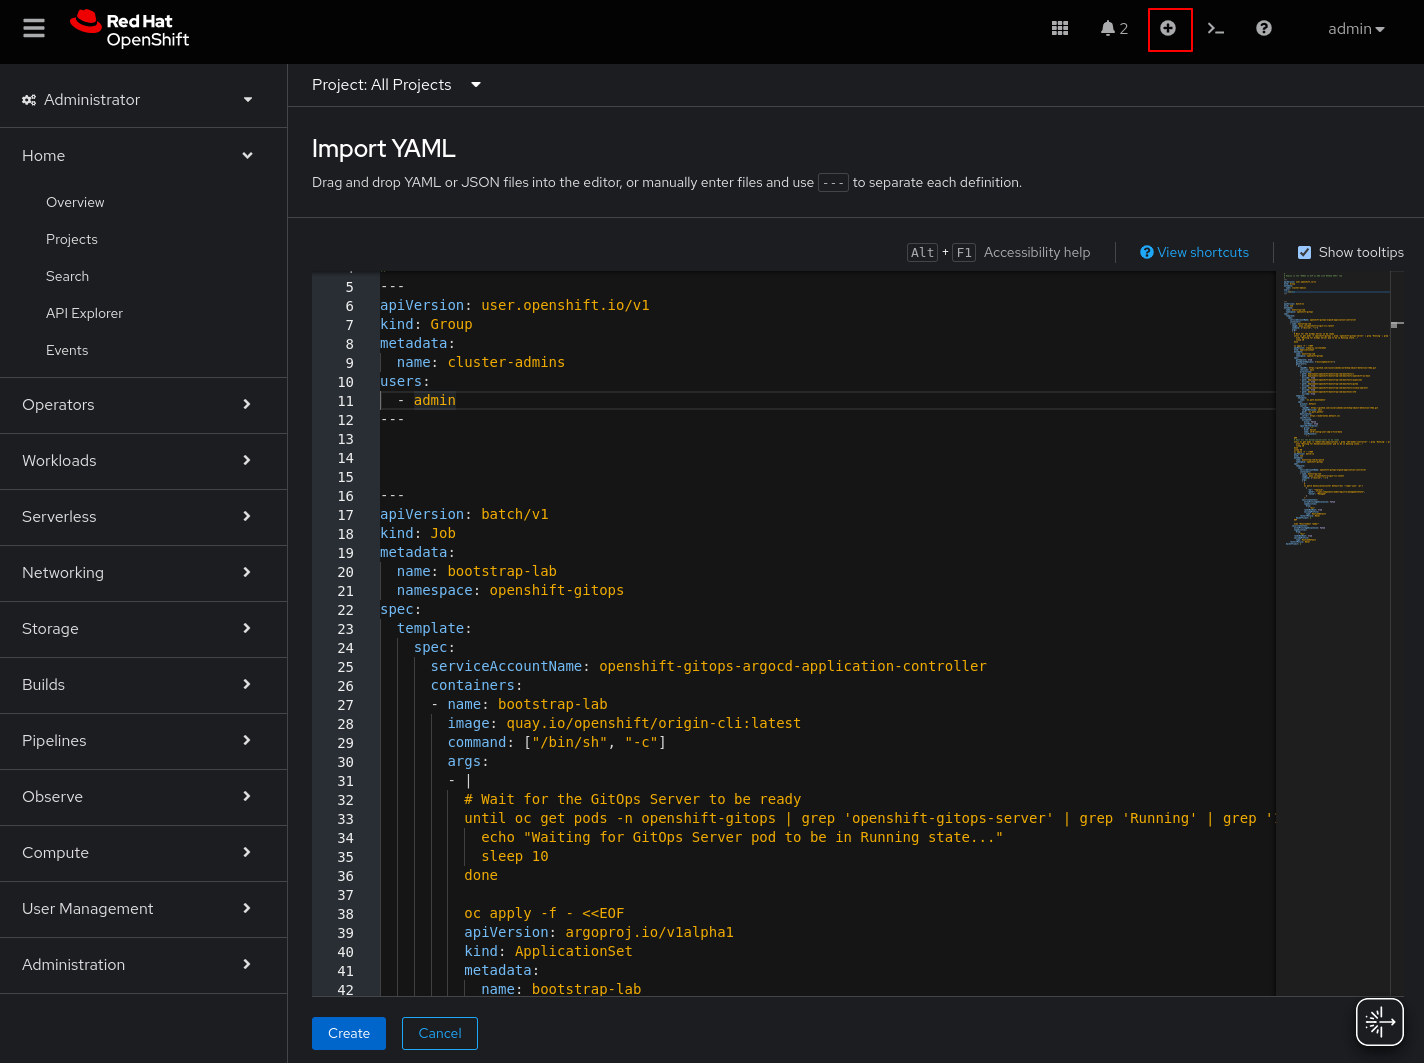 Red Hat
OpenShift
2
admin
Administrator
Project: All Projects
Home
Overview
Projects
Search
API Explorer
Events
Operators
Workloads
Serverless
Networking
Storage
Builds
Pipelines
Observe
Compute
User Management
Administration
Import YAML
Drag and drop YAML or JSON files into the editor, or manually enter files and use --- to separate each definition.
Alt + F1 Accessibility help
View shortcuts
Show tooltips
5 ---
6 apiVersion: user.openshift.io/v1
7 kind: Group
8 metadata:
9   name: cluster-admins
10 users:
11   - admin
12 ---
13
14
15
16 ---
17 apiVersion: batch/v1
18 kind: Job
19 metadata:
20   name: bootstrap-lab
21   namespace: openshift-gitops
22 spec:
23   template:
24     spec:
25       serviceAccountName: openshift-gitops-argocd-application-controller
26       containers:
27       - name: bootstrap-lab
28         image: quay.io/openshift/origin-cli:latest
29         command: ["/bin/sh", "-c"]
30         args:
31         - |
32           # Wait for the GitOps Server to be ready
33           until oc get pods -n openshift-gitops | grep 'openshift-gitops-server' | grep 'Running' | grep '
34             echo "Waiting for GitOps Server pod to be in Running state..."
35             sleep 10
36           done
37
38           oc apply -f - <<EOF
39           apiVersion: argoproj.io/v1alpha1
40           kind: ApplicationSet
41           metadata:
42             name: bootstrap-lab
Create
Cancel